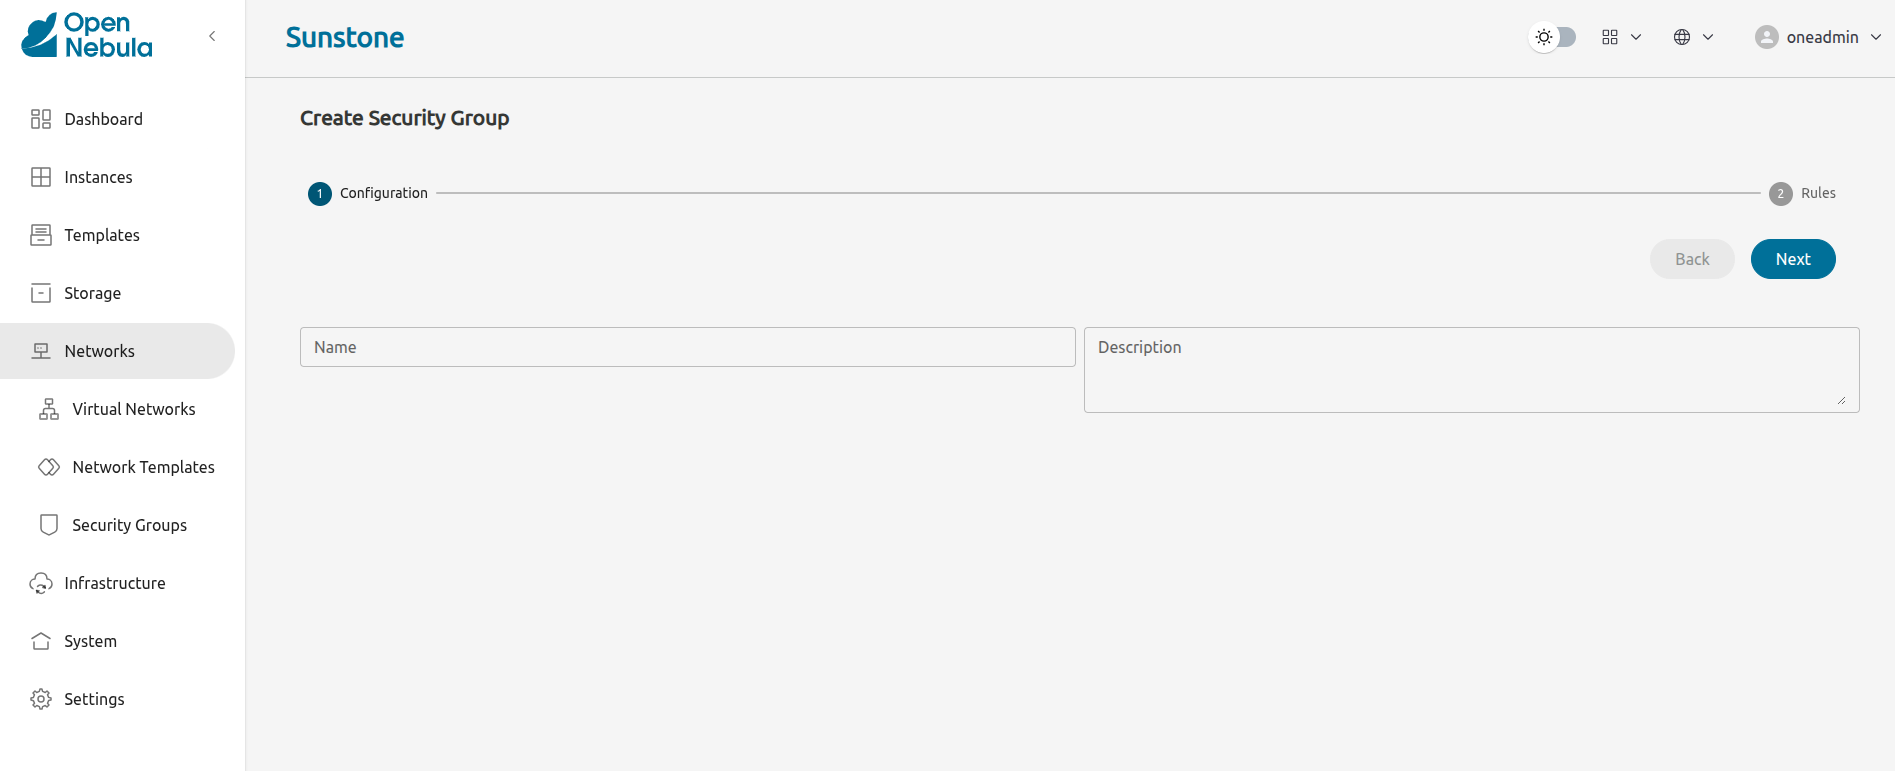 Open
Nebula
Sunstone
oneadmin
Dashboard
Instances
Templates
Storage
Networks
Virtual Networks
Network Templates
Security Groups
Infrastructure
System
Settings
Create Security Group
1 Configuration
2 Rules
Back
Next
Name
Description